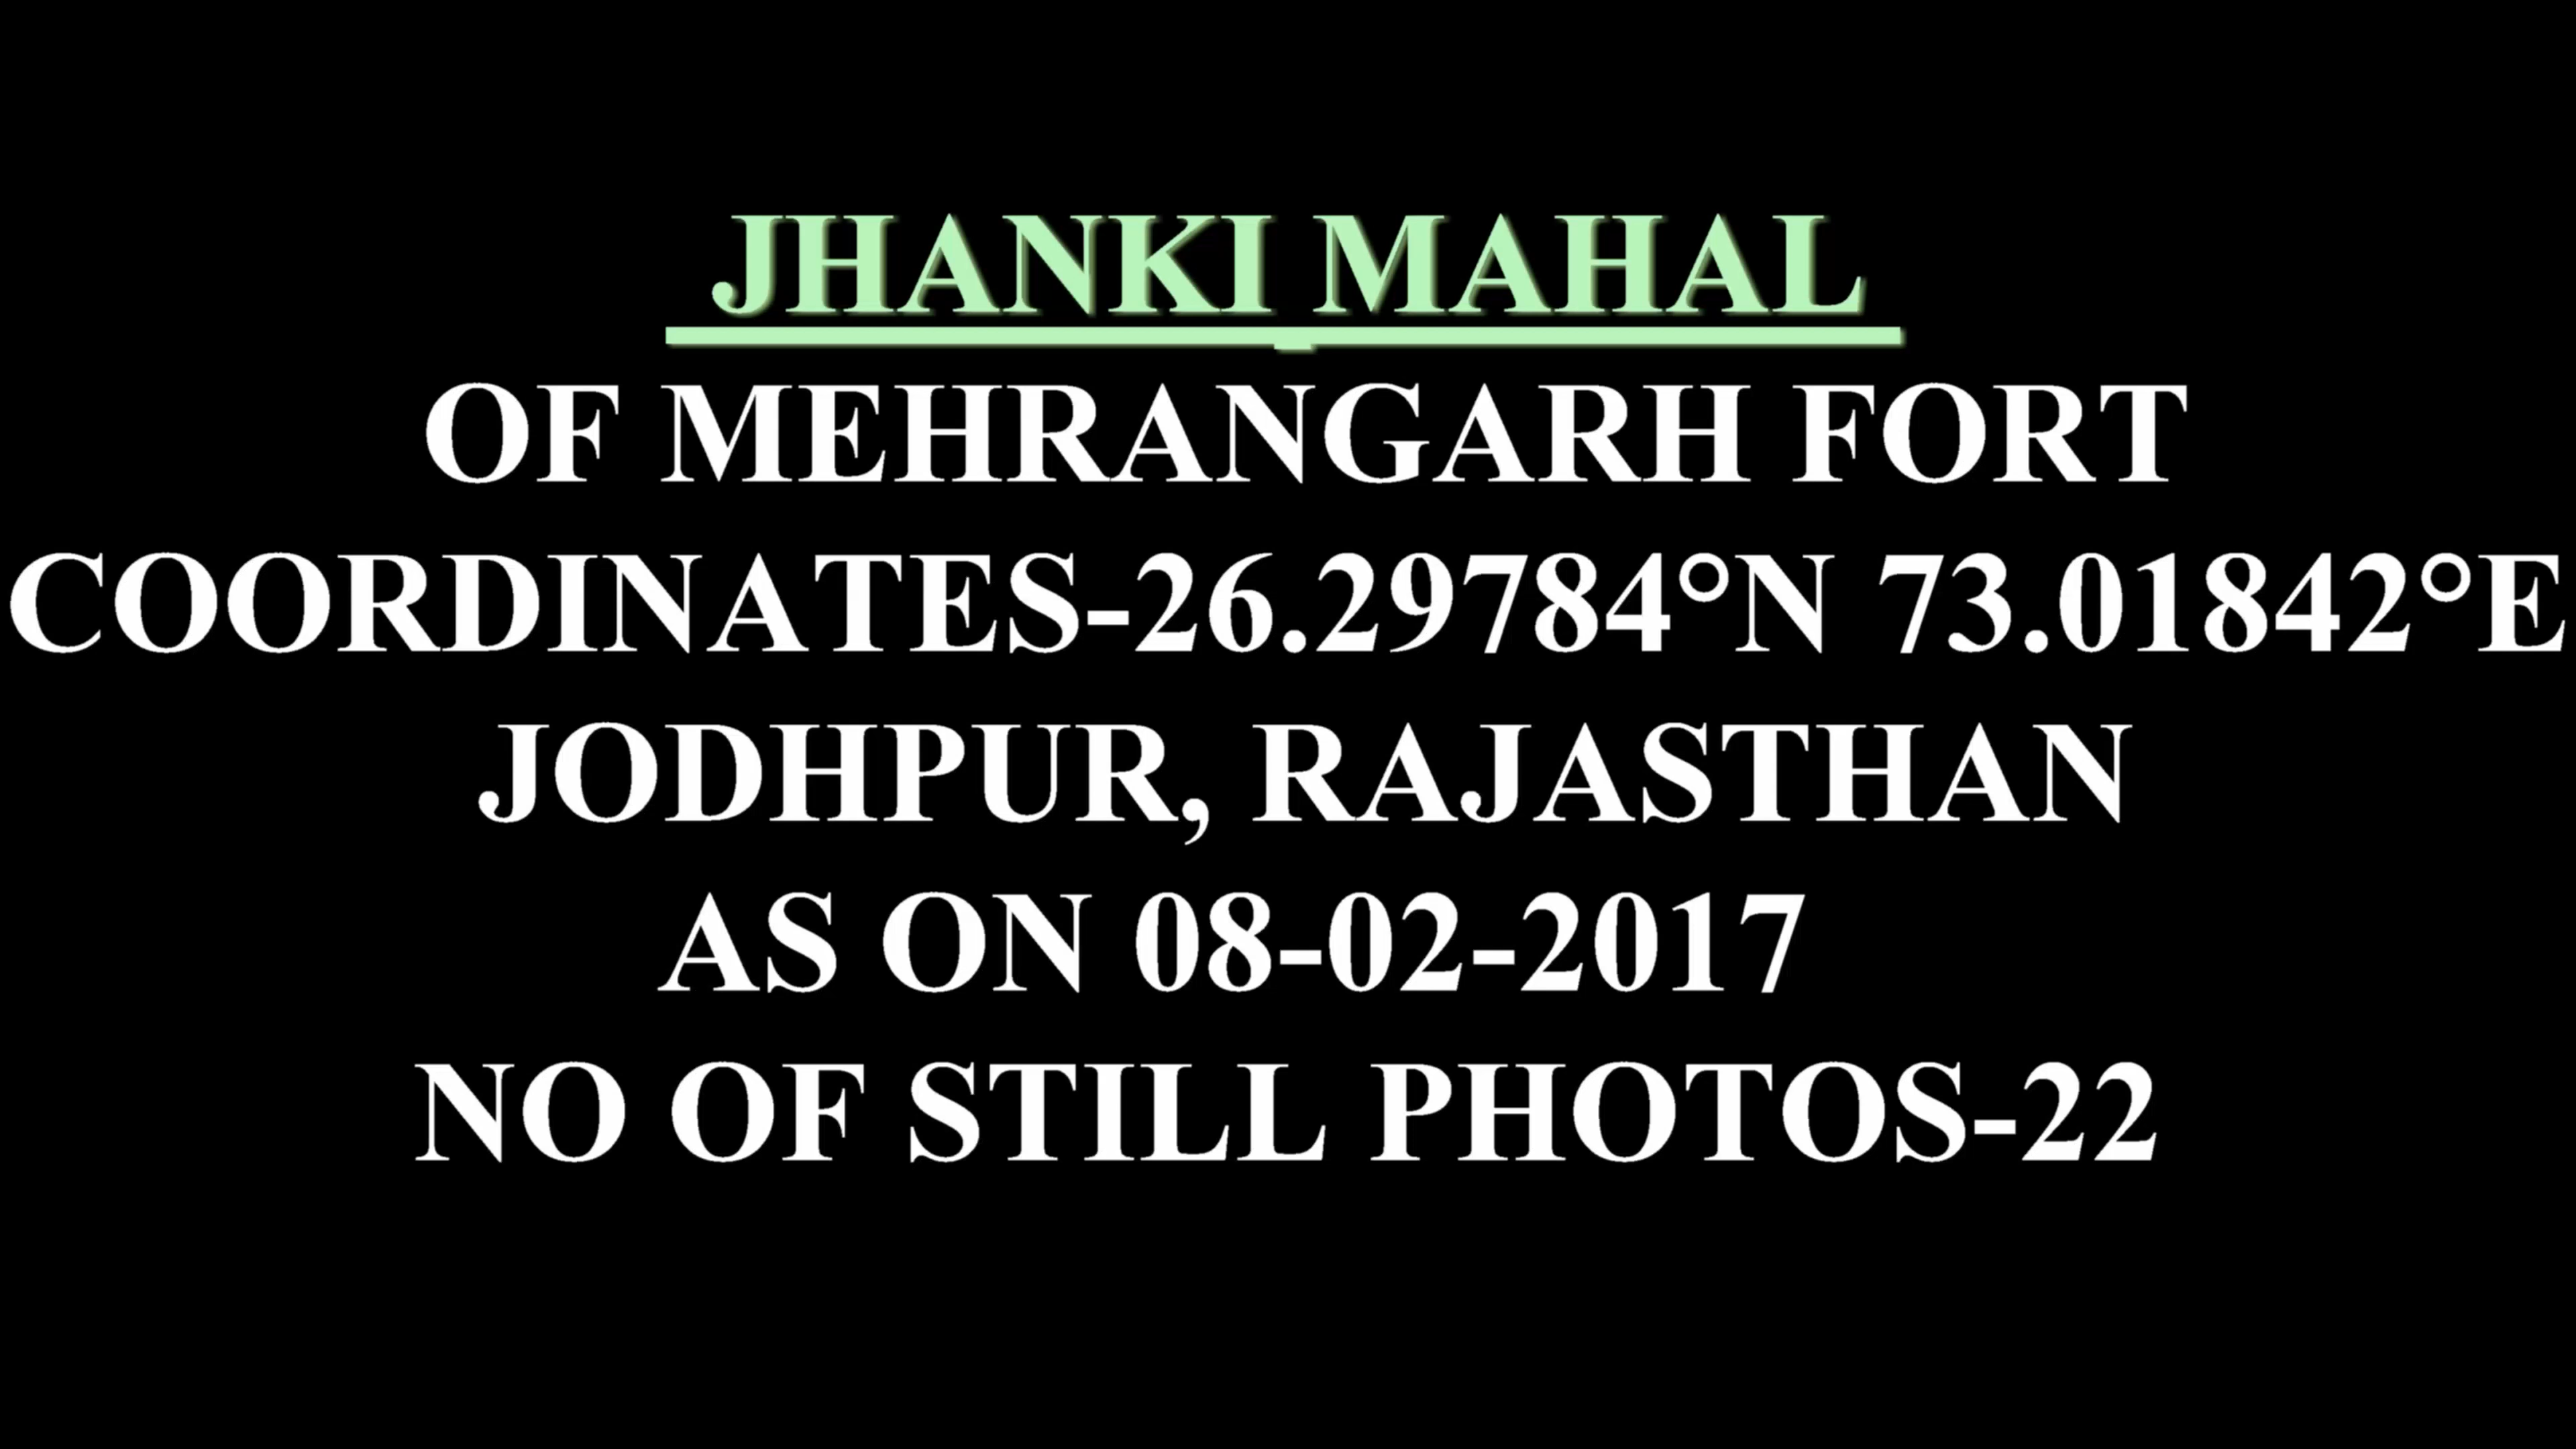 JHANKI MAHAL
OF MEHRANGARH FORT
COORDINATES-26.29784°N 73.01842°E
JODHPUR, RAJASTHAN
AS ON 08-02-2017
NO OF STILL PHOTOS-22